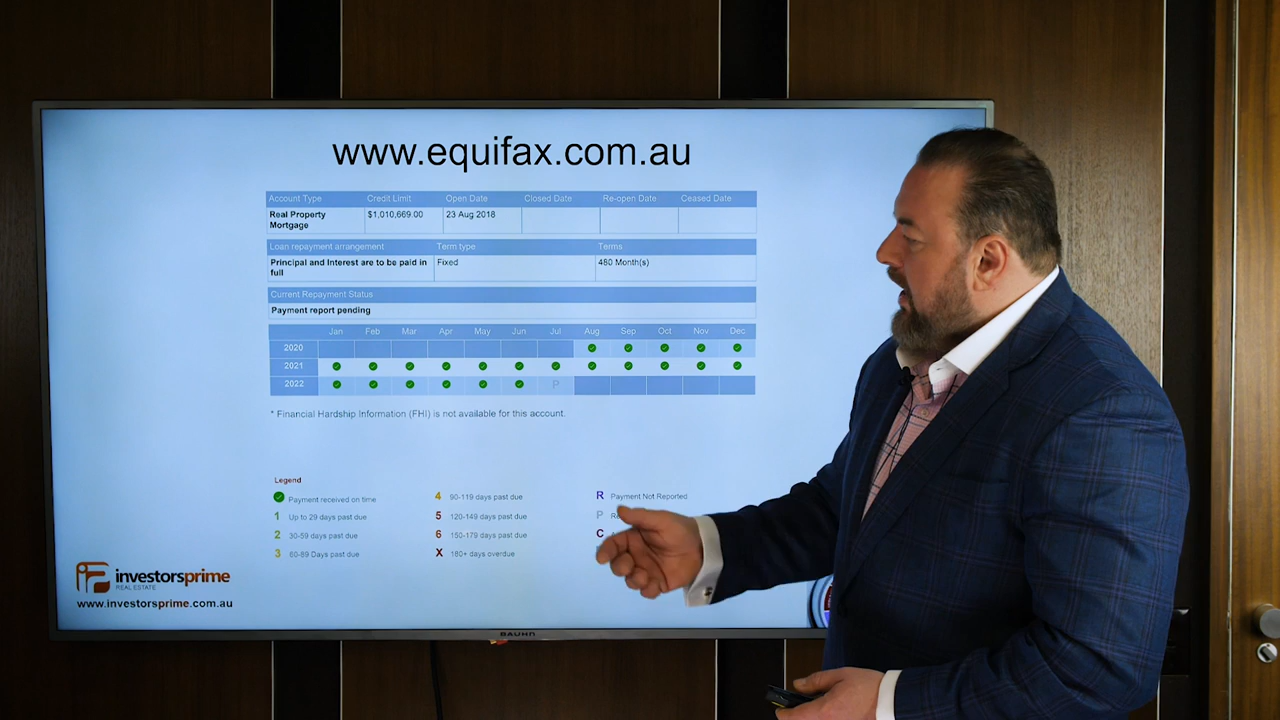 www.equifax.com.au
Account Type Credit Limit Open Date Closed Date Re-open Date Ceased Date
Real Property $1,010,669.00 23 Aug 2018
Mortgage
Loan repayment arrangement Term type Terms
Principal and Interest are to be paid in Fixed 480 Month(s)
full
Current Repayment Status
Payment report pending
Jan Feb Mar Apr May Jun Jul Aug Sep Oct Nov Dec
2020
2021
2022 P
* Financial Hardship Information (FHI) is not available for this account.
Legend
Payment received on time 4 90-119 days past due R Payment Not Reported
1 Up to 29 days past due 5 120-149 days past due P
2 30-59 days past due 6 150-179 days past due C
3 60-89 Days past due X 180+ days overdue
investorsprime
REAL ESTATE
www.investorsprime.com.au
BAUHN